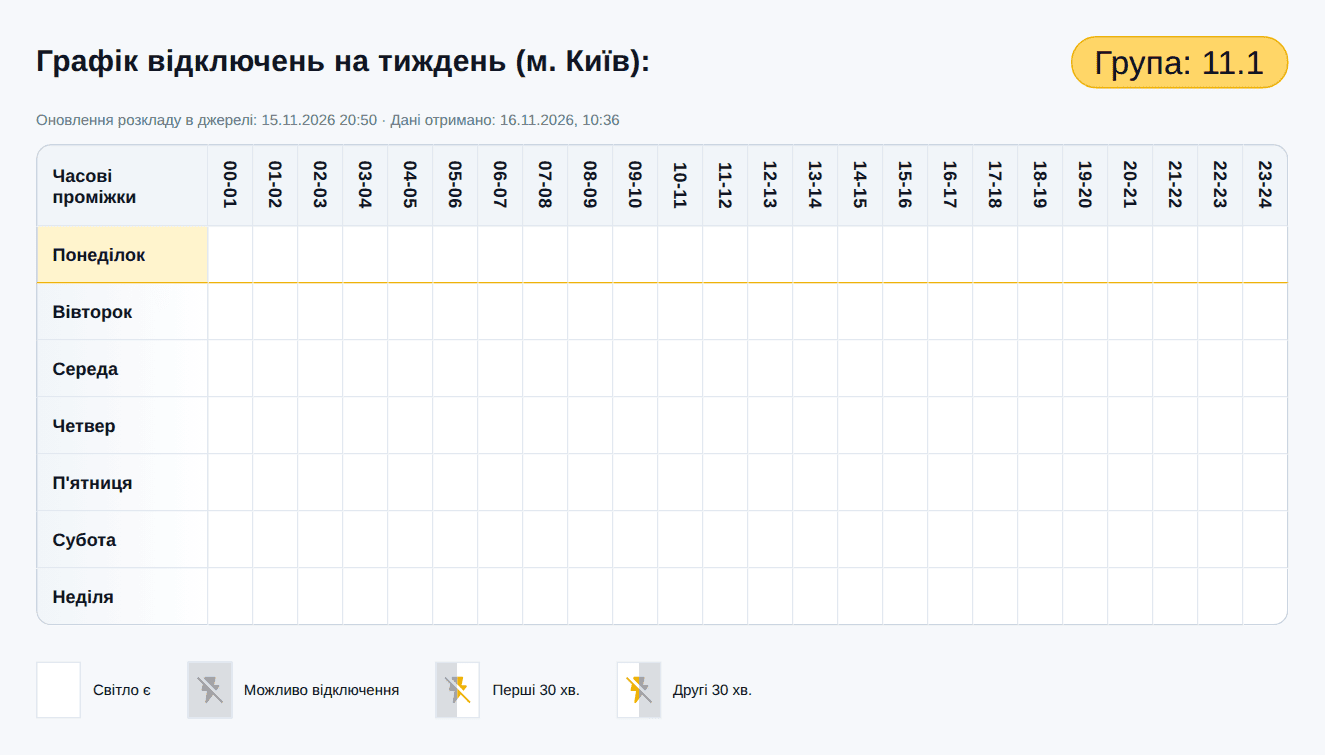 Графік відключень на тиждень (м. Київ):
Група: 11.1
Оновлення розкладу в джерелі: 15.11.2026 20:50 · Дані отримано: 16.11.2026, 10:36
Часові
проміжки
00-01
01-02
02-03
03-04
04-05
05-06
06-07
07-08
08-09
09-10
10-11
11-12
12-13
13-14
14-15
15-16
16-17
17-18
18-19
19-20
20-21
21-22
22-23
23-24
Понеділок
Вівторок
Середа
Четвер
П'ятниця
Субота
Неділя
Світло є
Можливо відключення
Перші 30 хв.
Другі 30 хв.